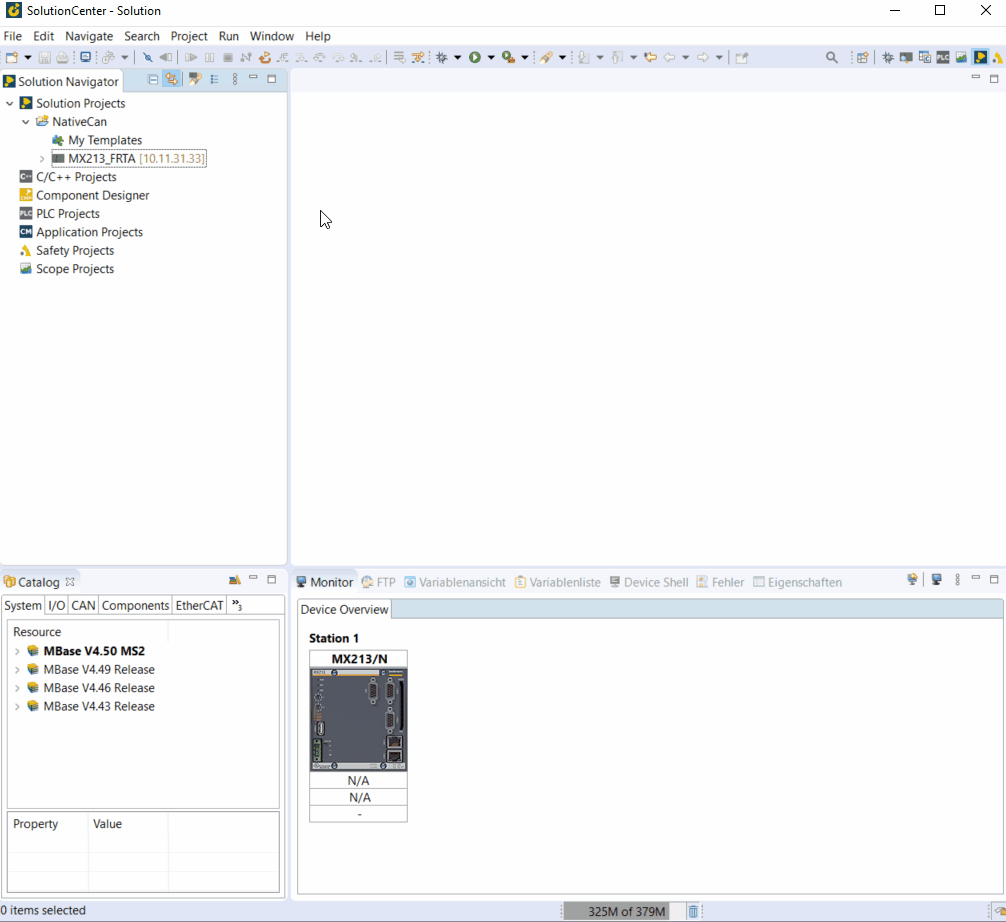 SolutionCenter - Solution
File Edit Navigate Search Project Run Window Help
Solution Navigator
Solution Projects
NativeCan
My Templates
MX213_FRTA [10.11.31.33]
C/C++ Projects
Component Designer
PLC Projects
Application Projects
Safety Projects
Scope Projects
Catalog
System I/O CAN Components EtherCAT »3
Resource
MBase V4.50 MS2
MBase V4.49 Release
MBase V4.46 Release
MBase V4.43 Release
Property Value
Monitor FTP Variablenansicht Variablenliste Device Shell Fehler Eigenschaften
Device Overview
Station 1
MX213/N
N/A
N/A
-
0 items selected
325M of 379M